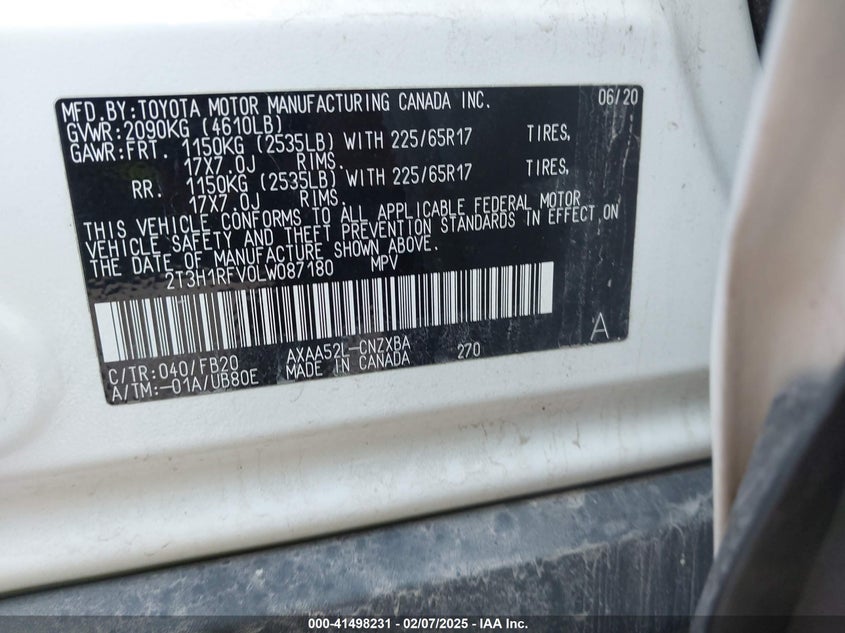 MFD.BY:TOYOTA MOTOR MANUFACTURING CANADA INC. 06/20
GVWR:2090KG (4610LB)
GAWR:FRT. 1150KG (2535LB) WITH 225/65R17 TIRES,
17X7.0J RIMS.
RR. 1150KG (2535LB) WITH 225/65R17 TIRES,
17X7.0J RIMS.
THIS VEHICLE CONFORMS TO ALL APPLICABLE FEDERAL MOTOR
VEHICLE SAFETY AND THEFT PREVENTION STANDARDS IN EFFECT ON
THE DATE OF MANUFACTURE SHOWN ABOVE.
2T3H1RFV0LW087180 MPV
C/TR:040/FB20 AXAA52L-CNZXBA 270 A
A/TM:-01A/UB80E MADE IN CANADA
000-41498231 - 02/07/2025 - IAA Inc.